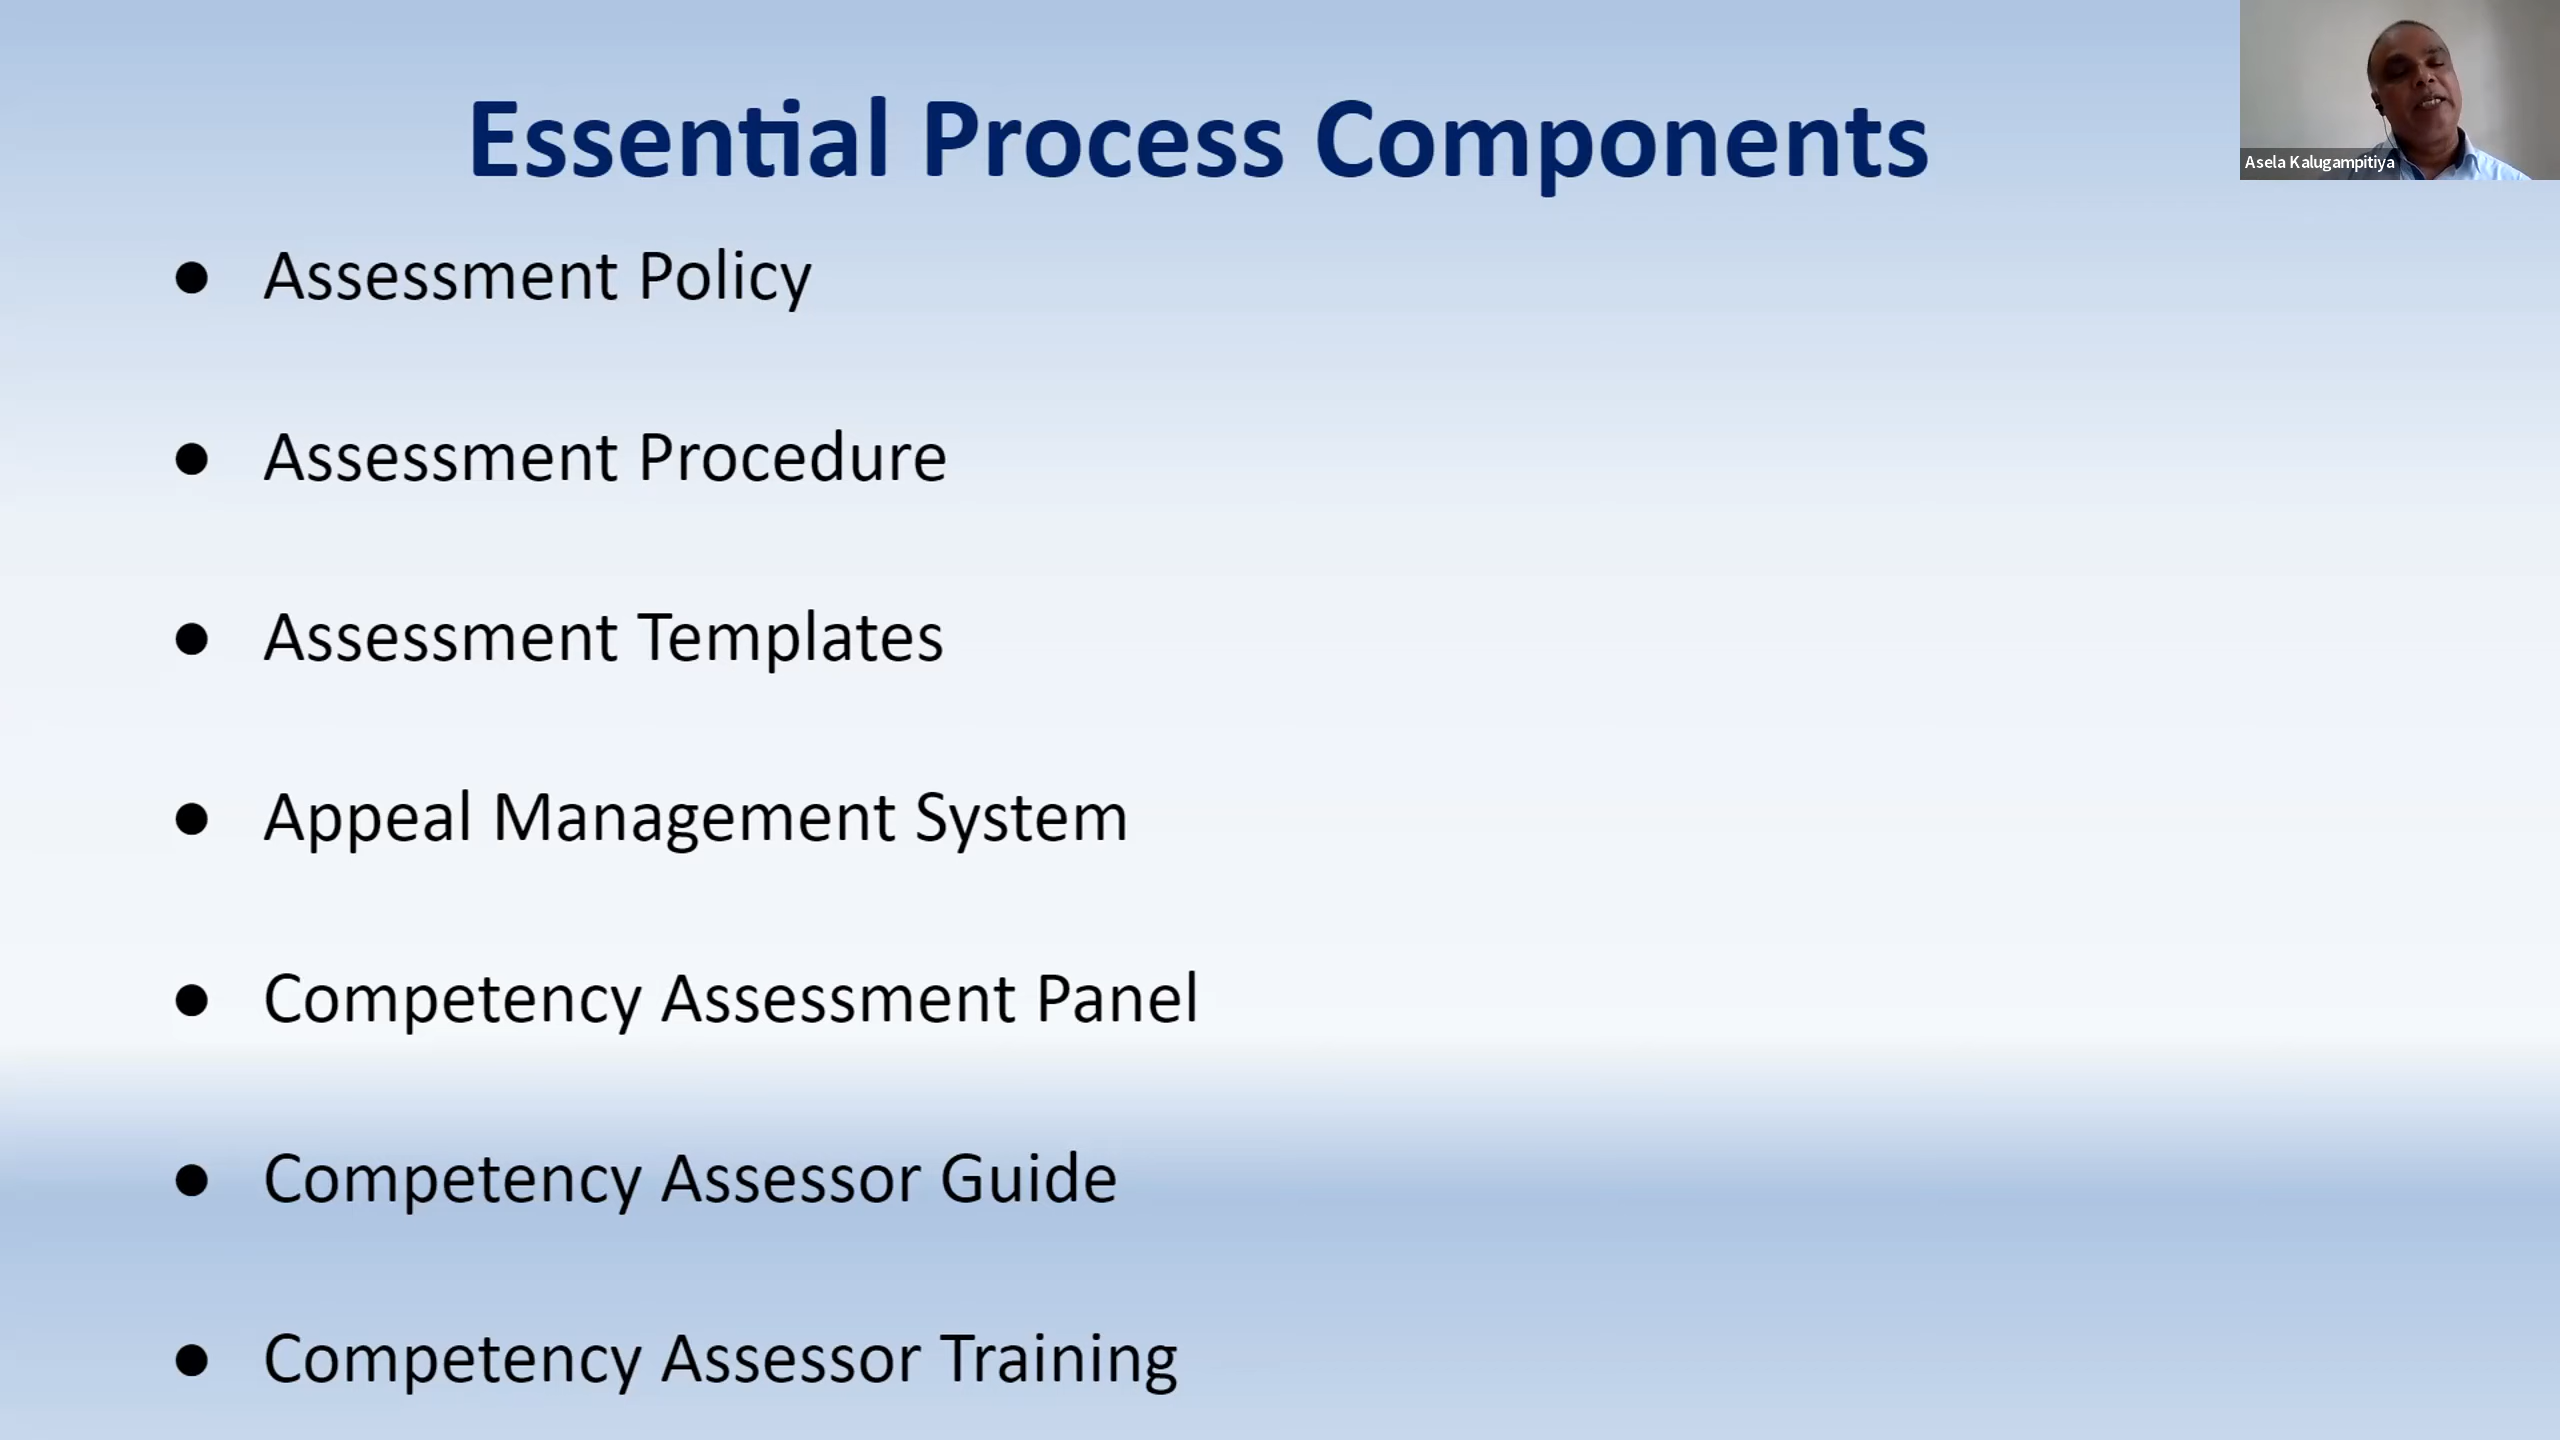 Essential Process Components
Asela Kalugampitiya
● Assessment Policy
● Assessment Procedure
● Assessment Templates
● Appeal Management System
● Competency Assessment Panel
● Competency Assessor Guide
● Competency Assessor Training